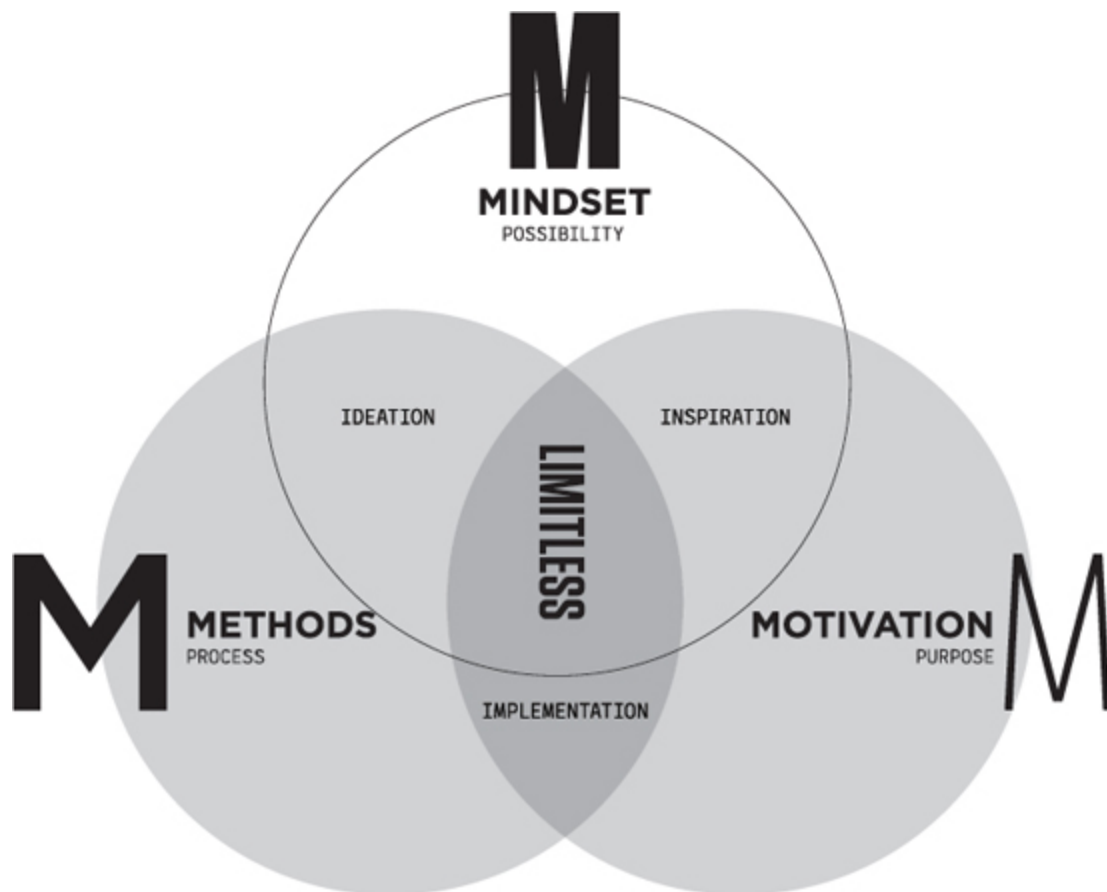 M
MINDSET
POSSIBILITY
IDEATION
INSPIRATION
LIMITLESS
M
METHODS
PROCESS
MOTIVATION
PURPOSE
M
IMPLEMENTATION